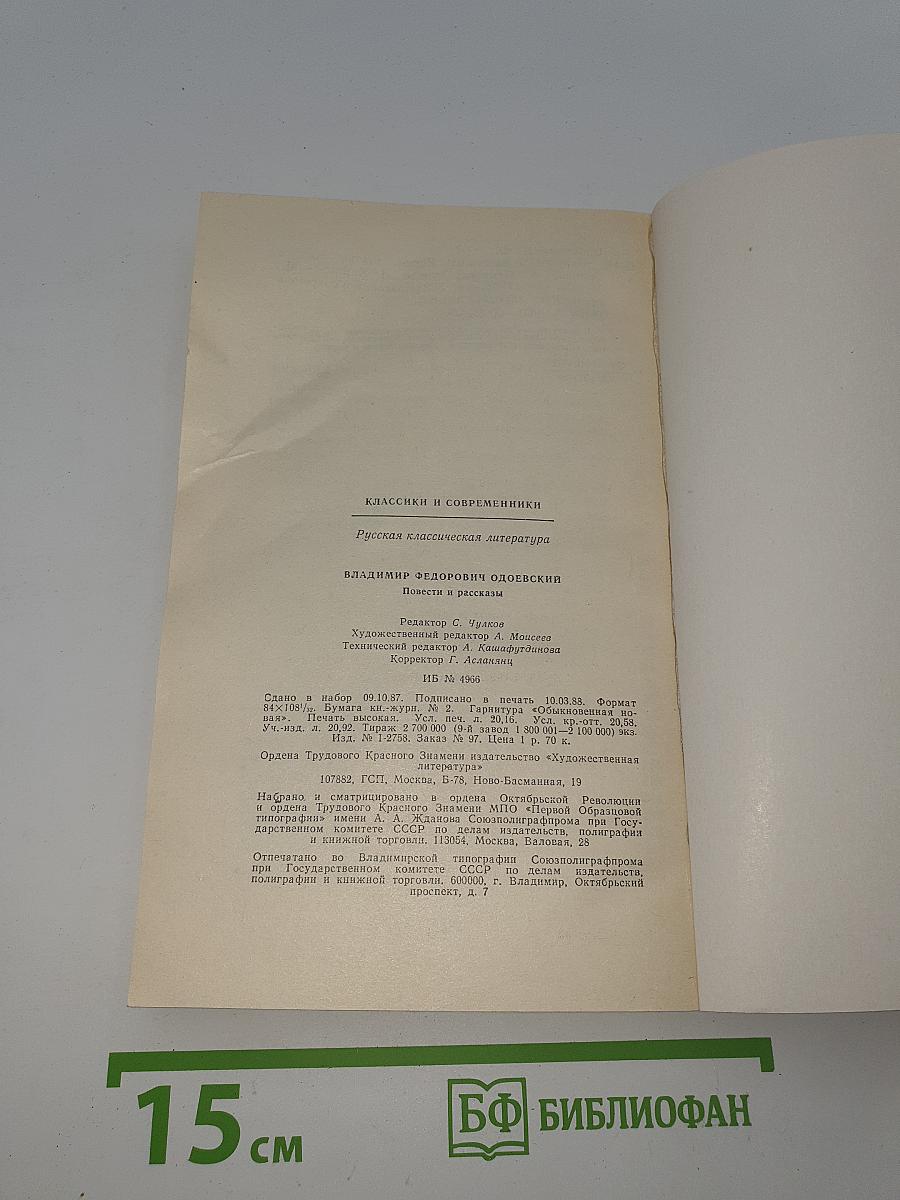 КЛАССИКИ И СОВРЕМЕННИКИ
Русская классическая литература
ВЛАДИМИР ФЕДОРОВИЧ ОДОЕВСКИЙ
Повести и рассказы
Редактор С. Чулков
Художественный редактор А. Моисеев
Технический редактор А. Кашафутдинова
Корректор Г. Асланянц
ИБ № 4966
Сдано в набор 09.10.87. Подписано в печать 10.03.88. Формат
84×108¹/₃₂. Бумага кн.-журн. № 2. Гарнитура «Обыкновенная но-
вая». Печать высокая. Усл. печ. л. 20,16. Усл. кр.-отт. 20,58.
Уч.-изд. л. 20,92. Тираж 2 700 000 (9-й завод 1 800 001—2 100 000) экз.
Изд. № I-2758. Заказ № 97. Цена 1 р. 70 к.
Ордена Трудового Красного Знамени издательство «Художественная
литература»
107882, ГСП, Москва, Б-78, Ново-Басманная, 19
Набрано и сматрицировано в ордена Октябрьской Революции
и ордена Трудового Красного Знамени МПО «Первой Образцовой
типографии» имени А. А. Жданова Союзполиграфпрома при Госу-
дарственном комитете СССР по делам издательств, полиграфии
и книжной торговли. 113054, Москва, Валовая, 28
Отпечатано во Владимирской типографии Союзполиграфпрома
при Государственном комитете СССР по делам издательств,
полиграфии и книжной торговли. 600000, г. Владимир, Октябрьский
проспект, д. 7
15 см
БФ БИБЛИОФАН